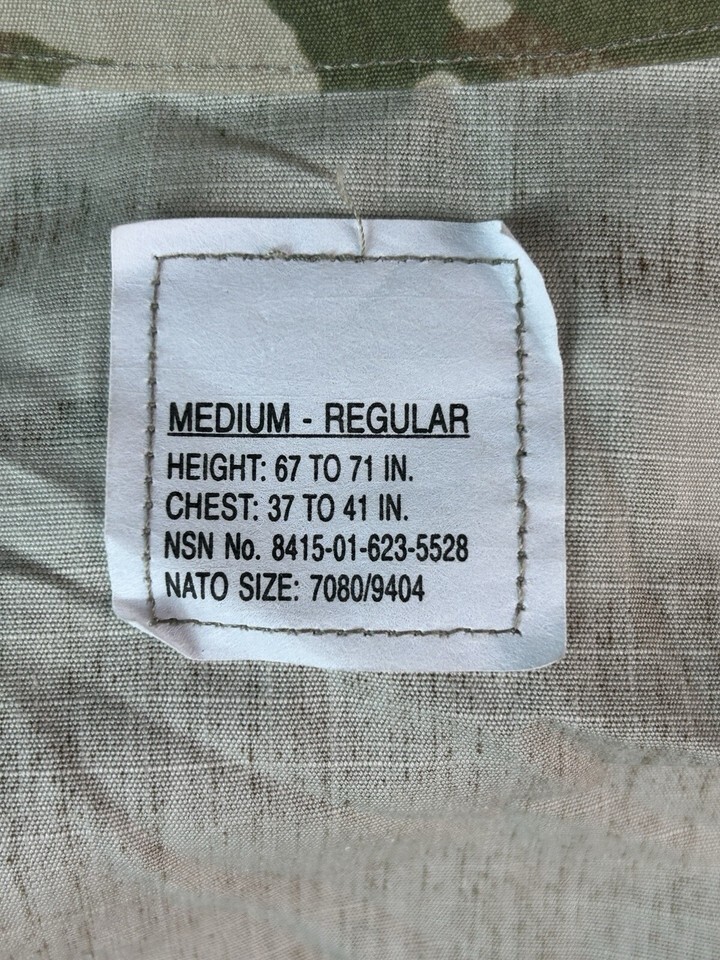 MEDIUM - REGULAR
HEIGHT: 67 TO 71 IN.
CHEST: 37 TO 41 IN.
NSN No. 8415-01-623-5528
NATO SIZE: 7080/9404